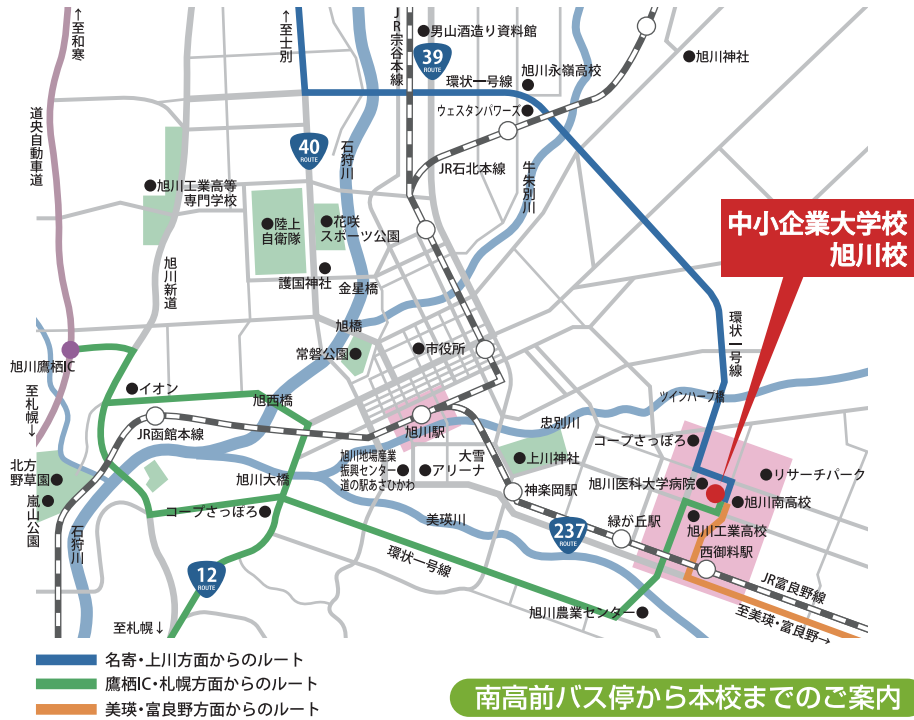 ←至和寒
←至士別
JR宗谷本線
男山酒造り資料館
39
ROUTE
旭川永嶺高校
旭川神社
環状一号線
ウェスタンパワーズ
道央自動車道
40
ROUTE
石狩川
JR石北本線
牛朱別川
旭川工業高等
専門学校
陸上
自衛隊
花咲
スポーツ公園
中小企業大学校
旭川校
護国神社
金星橋
旭川新道
旭橋
常磐公園
市役所
環状一号線
旭川鷹栖IC
至札幌↓
イオン
旭西橋
ツインハープ橋
JR函館本線
旭川駅
忠別川
コープさっぽろ
北方
野草園
嵐山公園
旭川大橋
旭川地場産業
振興センター
道の駅あさひかわ
アリーナ
大雪
上川神社
旭川医科大学病院
リサーチパーク
神楽岡駅
旭川南高校
石狩川
コープさっぽろ
美瑛川
237
ROUTE
緑が丘駅
旭川工業高校
西御料駅
12
ROUTE
環状一号線
JR富良野線
旭川農業センター
至美瑛・富良野→
至札幌↓
名寄・上川方面からのルート
鷹栖IC・札幌方面からのルート
美瑛・富良野方面からのルート
南高前バス停から本校までのご案内